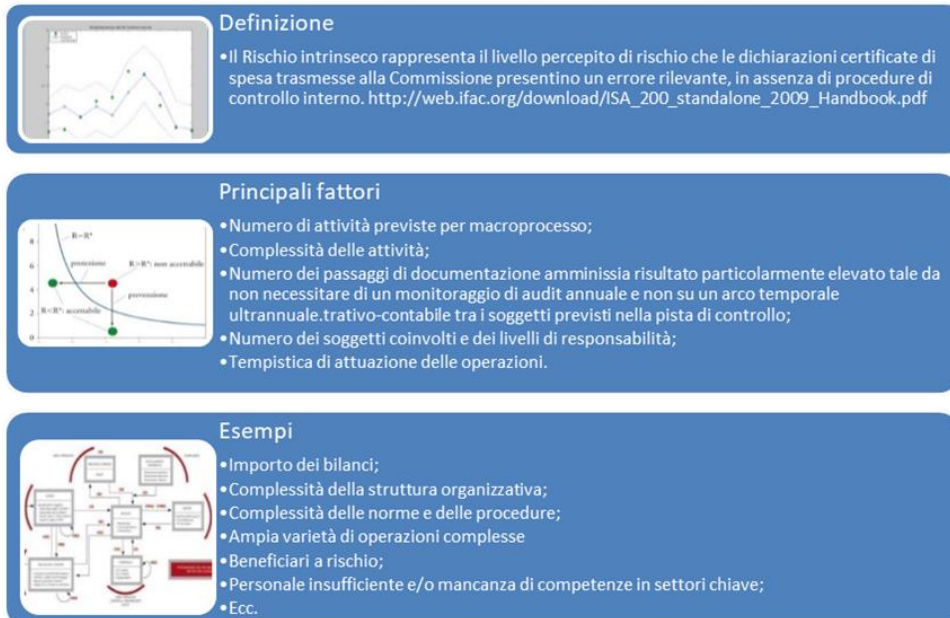 Definizione
•Il Rischio intrinseco rappresenta il livello percepito di rischio che le dichiarazioni certificate di
spesa trasmesse alla Commissione presentino un errore rilevante, in assenza di procedure di
controllo interno. http://web.ifac.org/download/ISA_200_standalone_2009_Handbook.pdf
Principali fattori
•Numero di attività previste per macroprocesso;
•Complessità delle attività;
•Numero dei passaggi di documentazione amminissia risultato particolarmente elevato tale da
non necessitare di un monitoraggio di audit annuale e non su un arco temporale
ultrannuale.trativo-contabile tra i soggetti previsti nella pista di controllo;
•Numero dei soggetti coinvolti e dei livelli di responsabilità;
•Tempistica di attuazione delle operazioni.
8
R=R*
6
protezione
R>R*: non accettabile
4
prevenzione
R<R*: accettabile
2
0
Esempi
•Importo dei bilanci;
•Complessità della struttura organizzativa;
•Complessità delle norme e delle procedure;
•Ampia varietà di operazioni complesse
•Beneficiari a rischio;
•Personale insufficiente e/o mancanza di competenze in settori chiave;
•Ecc.